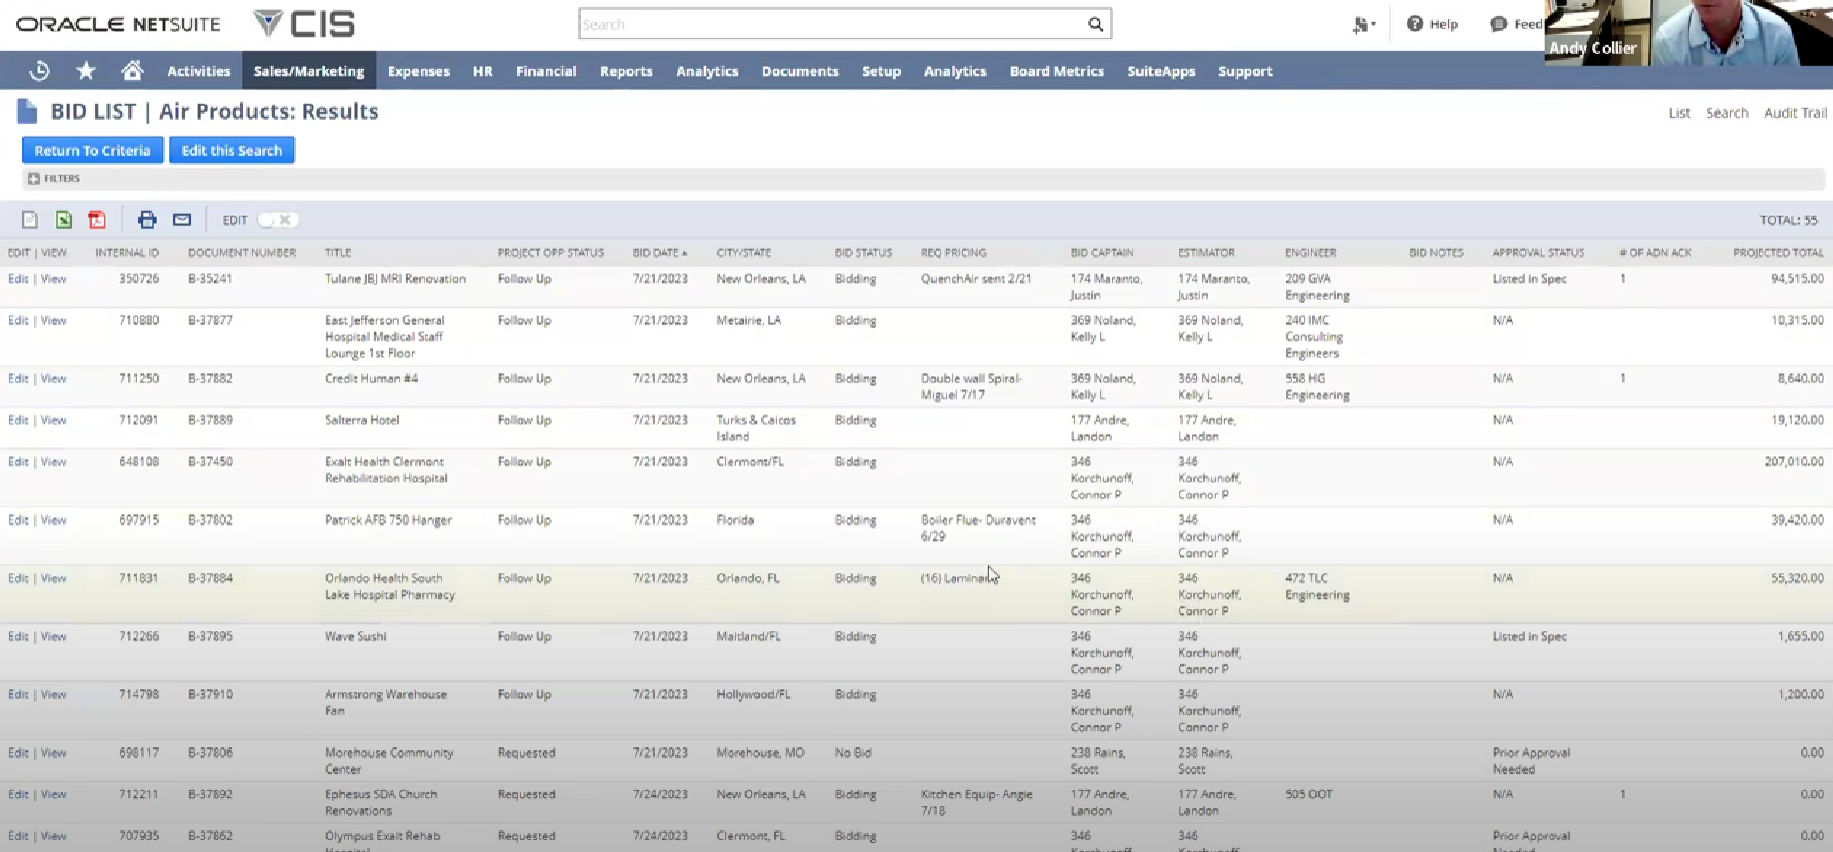 ORACLE NETSUITE CIS Search Help Feed
Andy Collier
Activities Sales/Marketing Expenses HR Financial Reports Analytics Documents Setup Analytics Board Metrics SuiteApps Support
BID LIST | Air Products: Results List Search Audit Trail
Return To Criteria Edit this Search
FILTERS
EDIT TOTAL: 55
EDIT | VIEW INTERNAL ID DOCUMENT NUMBER TITLE PROJECT OPP STATUS BID DATE CITY/STATE BID STATUS REQ PRICING BID CAPTAIN ESTIMATOR ENGINEER BID NOTES APPROVAL STATUS # OF ADN ACK PROJECTED TOTAL
Edit | View 350726 B-35241 Tulane JBJ MRI Renovation Follow Up 7/21/2023 New Orleans, LA Bidding QuenchAir sent 2/21 174 Maranto, 174 Maranto, 209 GVA Listed in Spec 1 94,515.00
Justin Justin Engineering
Edit | View 710880 B-37877 East Jefferson General Follow Up 7/21/2023 Metairie, LA Bidding 369 Noland, 369 Noland, 240 IMC N/A 10,315.00
Hospital Medical Staff Kelly L Kelly L Consulting
Lounge 1st Floor Engineers
Edit | View 711250 B-37882 Credit Human #4 Follow Up 7/21/2023 New Orleans, LA Bidding Double wall Spiral- 369 Noland, 369 Noland, 558 HG N/A 1 8,640.00
Miguel 7/17 Kelly L Kelly L Engineering
Edit | View 712091 B-37889 Salterra Hotel Follow Up 7/21/2023 Turks & Caicos Bidding 177 Andre, 177 Andre, N/A 19,120.00
Island Landon Landon
Edit | View 648108 B-37450 Exalt Health Clermont Follow Up 7/21/2023 Clermont/FL Bidding 346 346 N/A 207,010.00
Rehabilitation Hospital Korchunoff, Korchunoff,
Connor P Connor P
Edit | View 697915 B-37802 Patrick AFB 750 Hanger Follow Up 7/21/2023 Florida Bidding Boiler Flue- Duravent 346 346 N/A 39,420.00
6/29 Korchunoff, Korchunoff,
Connor P Connor P
Edit | View 711831 B-37884 Orlando Health South Follow Up 7/21/2023 Orlando, FL Bidding (16) 346 346 472 TLC N/A 55,320.00
Lake Hospital Pharmacy Korchunoff, Korchunoff, Engineering
Connor P Connor P
Edit | View 712266 B-37895 Wave Sushi Follow Up 7/21/2023 Maitland/FL Bidding 346 346 Listed in Spec 1,655.00
Korchunoff, Korchunoff,
Connor P Connor P
Edit | View 714798 B-37910 Armstrong Warehouse Follow Up 7/21/2023 Hollywood/FL Bidding 346 346 N/A 1,200.00
Fan Korchunoff, Korchunoff,
Connor P Connor P
Edit | View 698117 B-37806 Morehouse Community Requested 7/21/2023 Morehouse, MO No Bid 238 Rains, 238 Rains, Prior Approval 0.00
Center Scott Scott Needed
Edit | View 712211 B-37892 Ephesus SDA Church Requested 7/24/2023 New Orleans, LA Bidding Kitchen Equip- Angie 177 Andre, 177 Andre, 505 OOT N/A 1 0.00
Renovations 7/18 Landon Landon
Edit | View 707935 B-37862 Olympus Exalt Rehab Requested 7/24/2023 Clermont, FL Bidding 346 346 Prior Approval 0.00